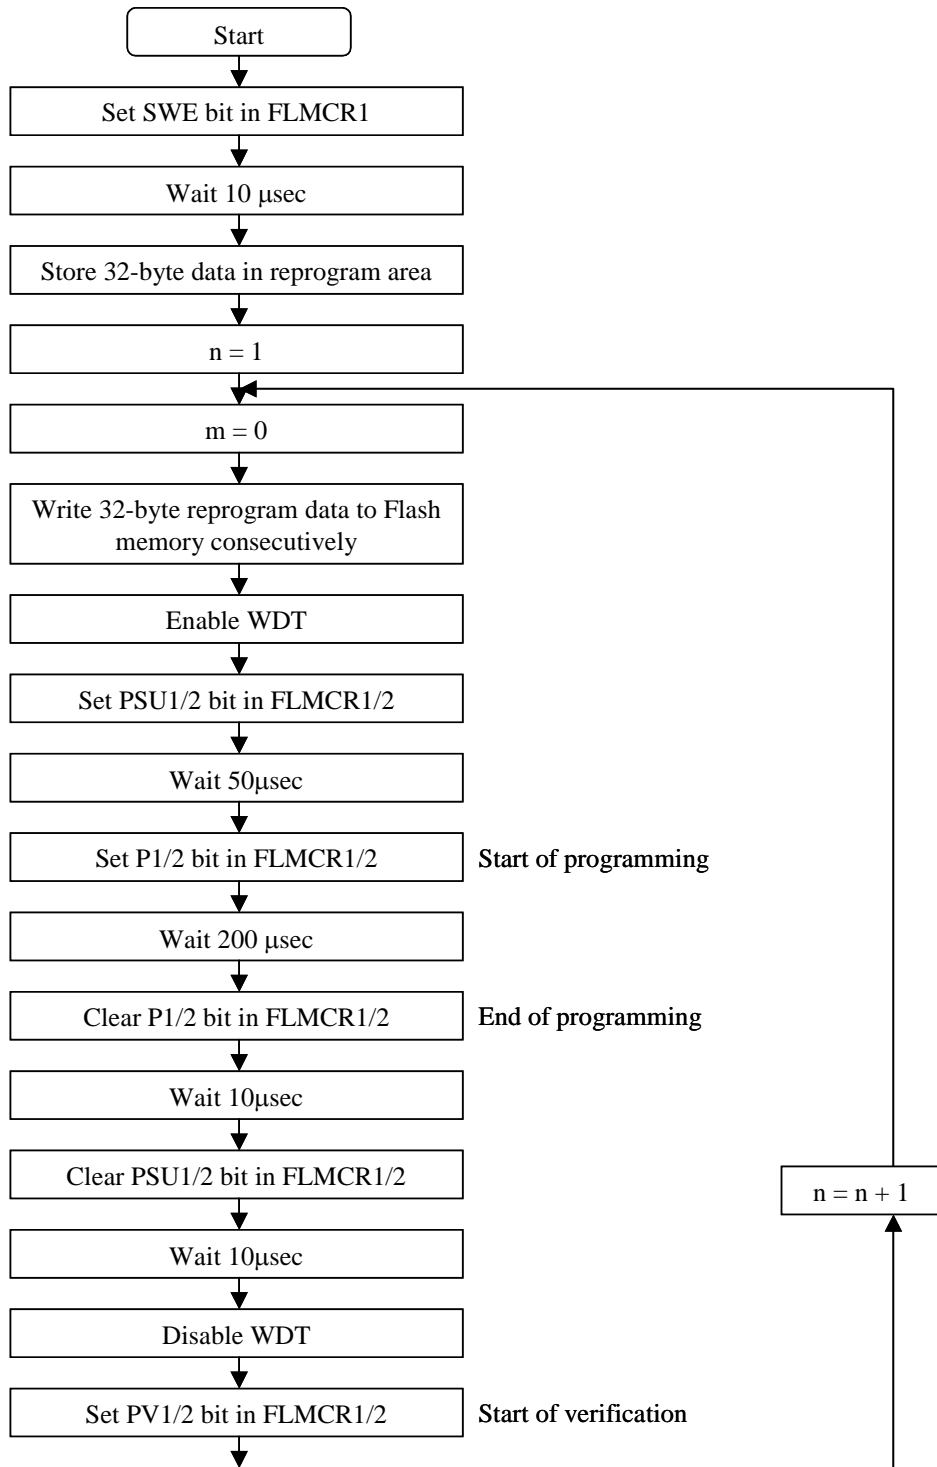 Start
Set SWE bit in FLMCR1
Wait 10 μsec
Store 32-byte data in reprogram area
n = 1
m = 0
Write 32-byte reprogram data to Flash
memory consecutively
Enable WDT
Set PSU1/2 bit in FLMCR1/2
Wait 50μsec
Set P1/2 bit in FLMCR1/2
Start of programming
Wait 200 μsec
Clear P1/2 bit in FLMCR1/2
End of programming
Wait 10μsec
Clear PSU1/2 bit in FLMCR1/2
n = n + 1
Wait 10μsec
Disable WDT
Set PV1/2 bit in FLMCR1/2
Start of verification